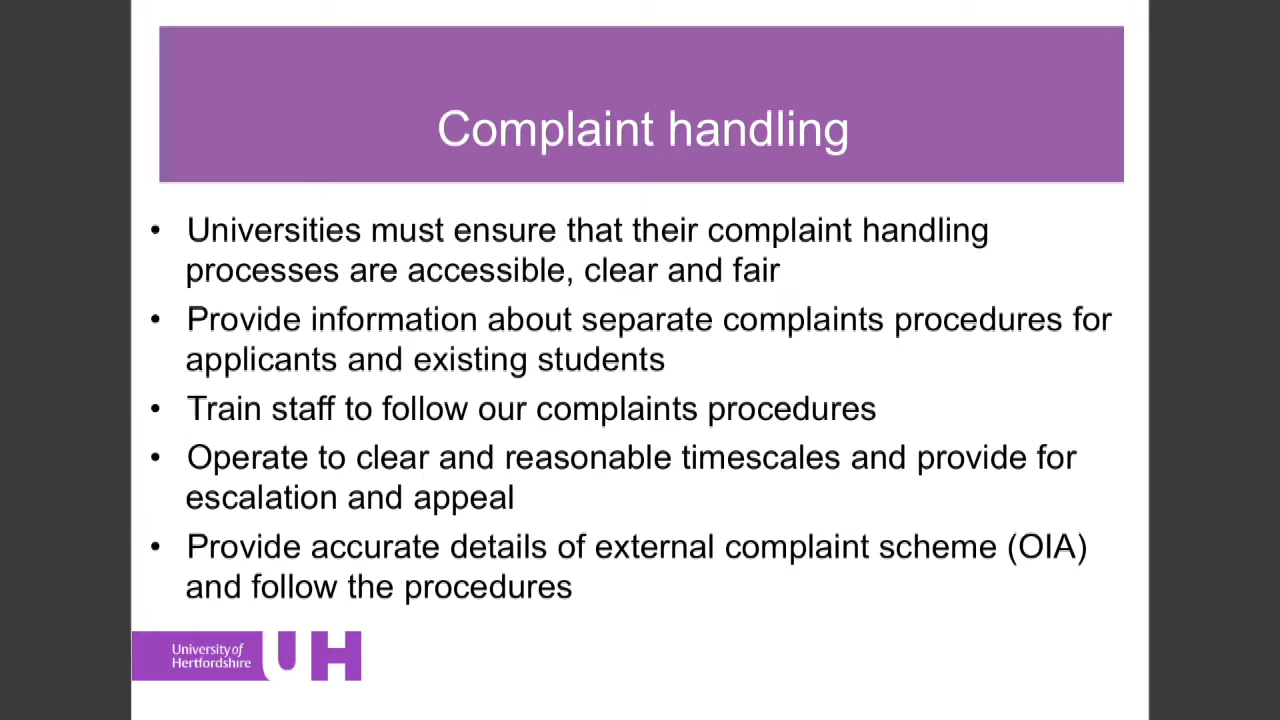 Complaint handling
• Universities must ensure that their complaint handling
processes are accessible, clear and fair
• Provide information about separate complaints procedures for
applicants and existing students
• Train staff to follow our complaints procedures
• Operate to clear and reasonable timescales and provide for
escalation and appeal
• Provide accurate details of external complaint scheme (OIA)
and follow the procedures
University of
Hertfordshire
UH